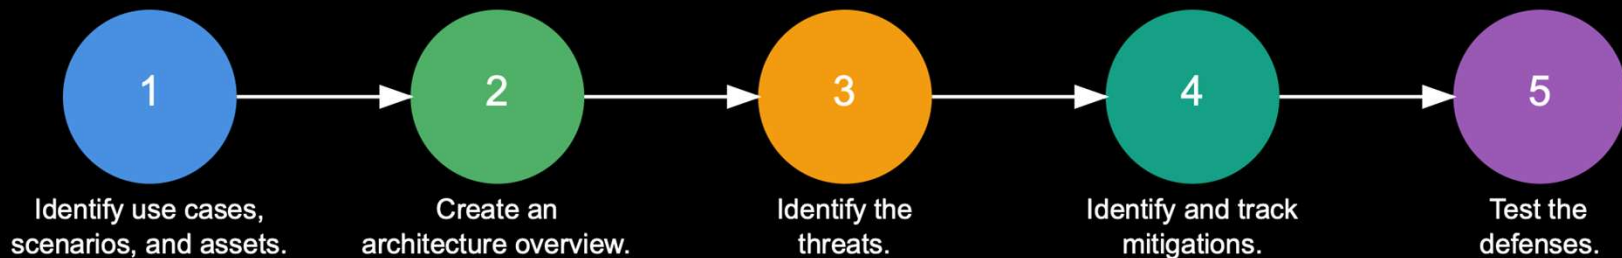 1
2
3
4
5
Identify use cases,
scenarios, and assets.
Create an
architecture overview.
Identify the
threats.
Identify and track
mitigations.
Test the
defenses.